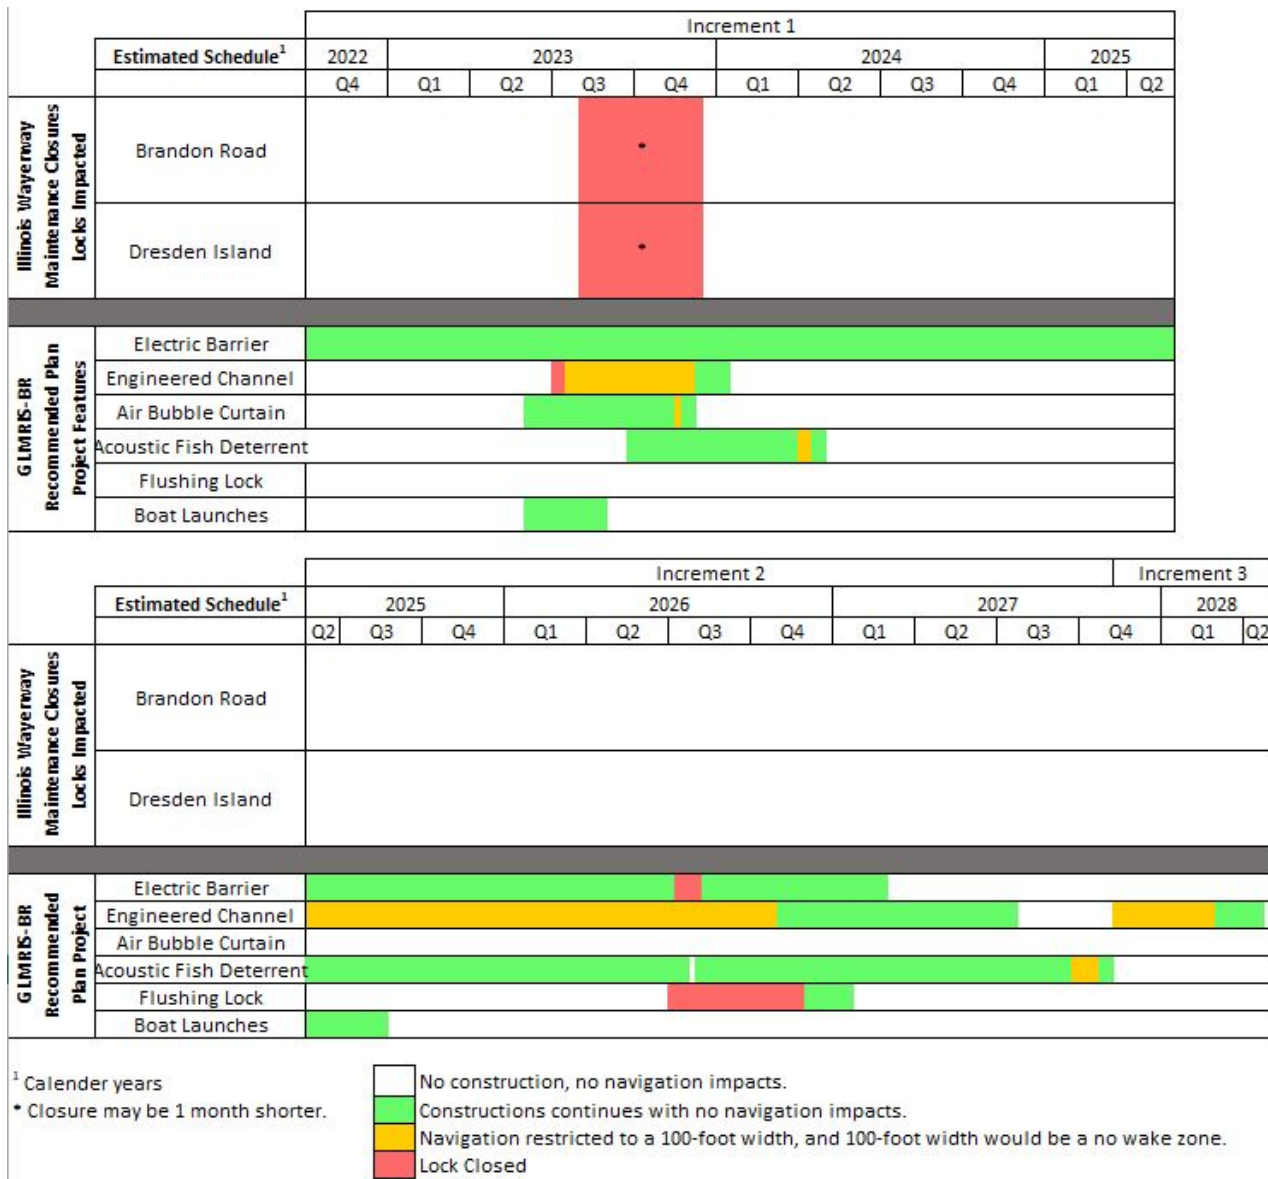 Increment 1
Estimated Schedule1 2022 2023 2024 2025
Q4 Q1 Q2 Q3 Q4 Q1 Q2 Q3 Q4 Q1 Q2
Illinois Wayerway
Maintenance Closures
Locks Impacted
Brandon Road *
Dresden Island *
GLMRIS-BR
Recommended Plan
Project Features
Electric Barrier
Engineered Channel
Air Bubble Curtain
Acoustic Fish Deterrent
Flushing Lock
Boat Launches
Increment 2 Increment 3
Estimated Schedule1 2025 2026 2027 2028
Q2 Q3 Q4 Q1 Q2 Q3 Q4 Q1 Q2 Q3 Q4 Q1 Q2
Illinois Wayerway
Maintenance Closures
Locks Impacted
Brandon Road
Dresden Island
GLMRIS-BR
Recommended
Plan Project
Electric Barrier
Engineered Channel
Air Bubble Curtain
Acoustic Fish Deterrent
Flushing Lock
Boat Launches
1 Calender years
* Closure may be 1 month shorter.
No construction, no navigation impacts.
Constructions continues with no navigation impacts.
Navigation restricted to a 100-foot width, and 100-foot width would be a no wake zone.
Lock Closed